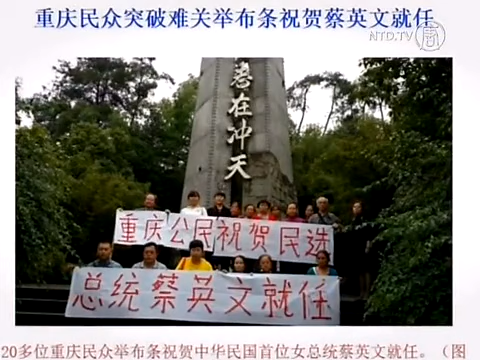 重庆民众突破难关举布条祝贺蔡英文就任
NTD.TV
浩气在冲天
重庆公民祝贺民选
总统蔡英文就任
20多位重庆民众举布条祝贺中华民国首位女总统蔡英文就任。（图